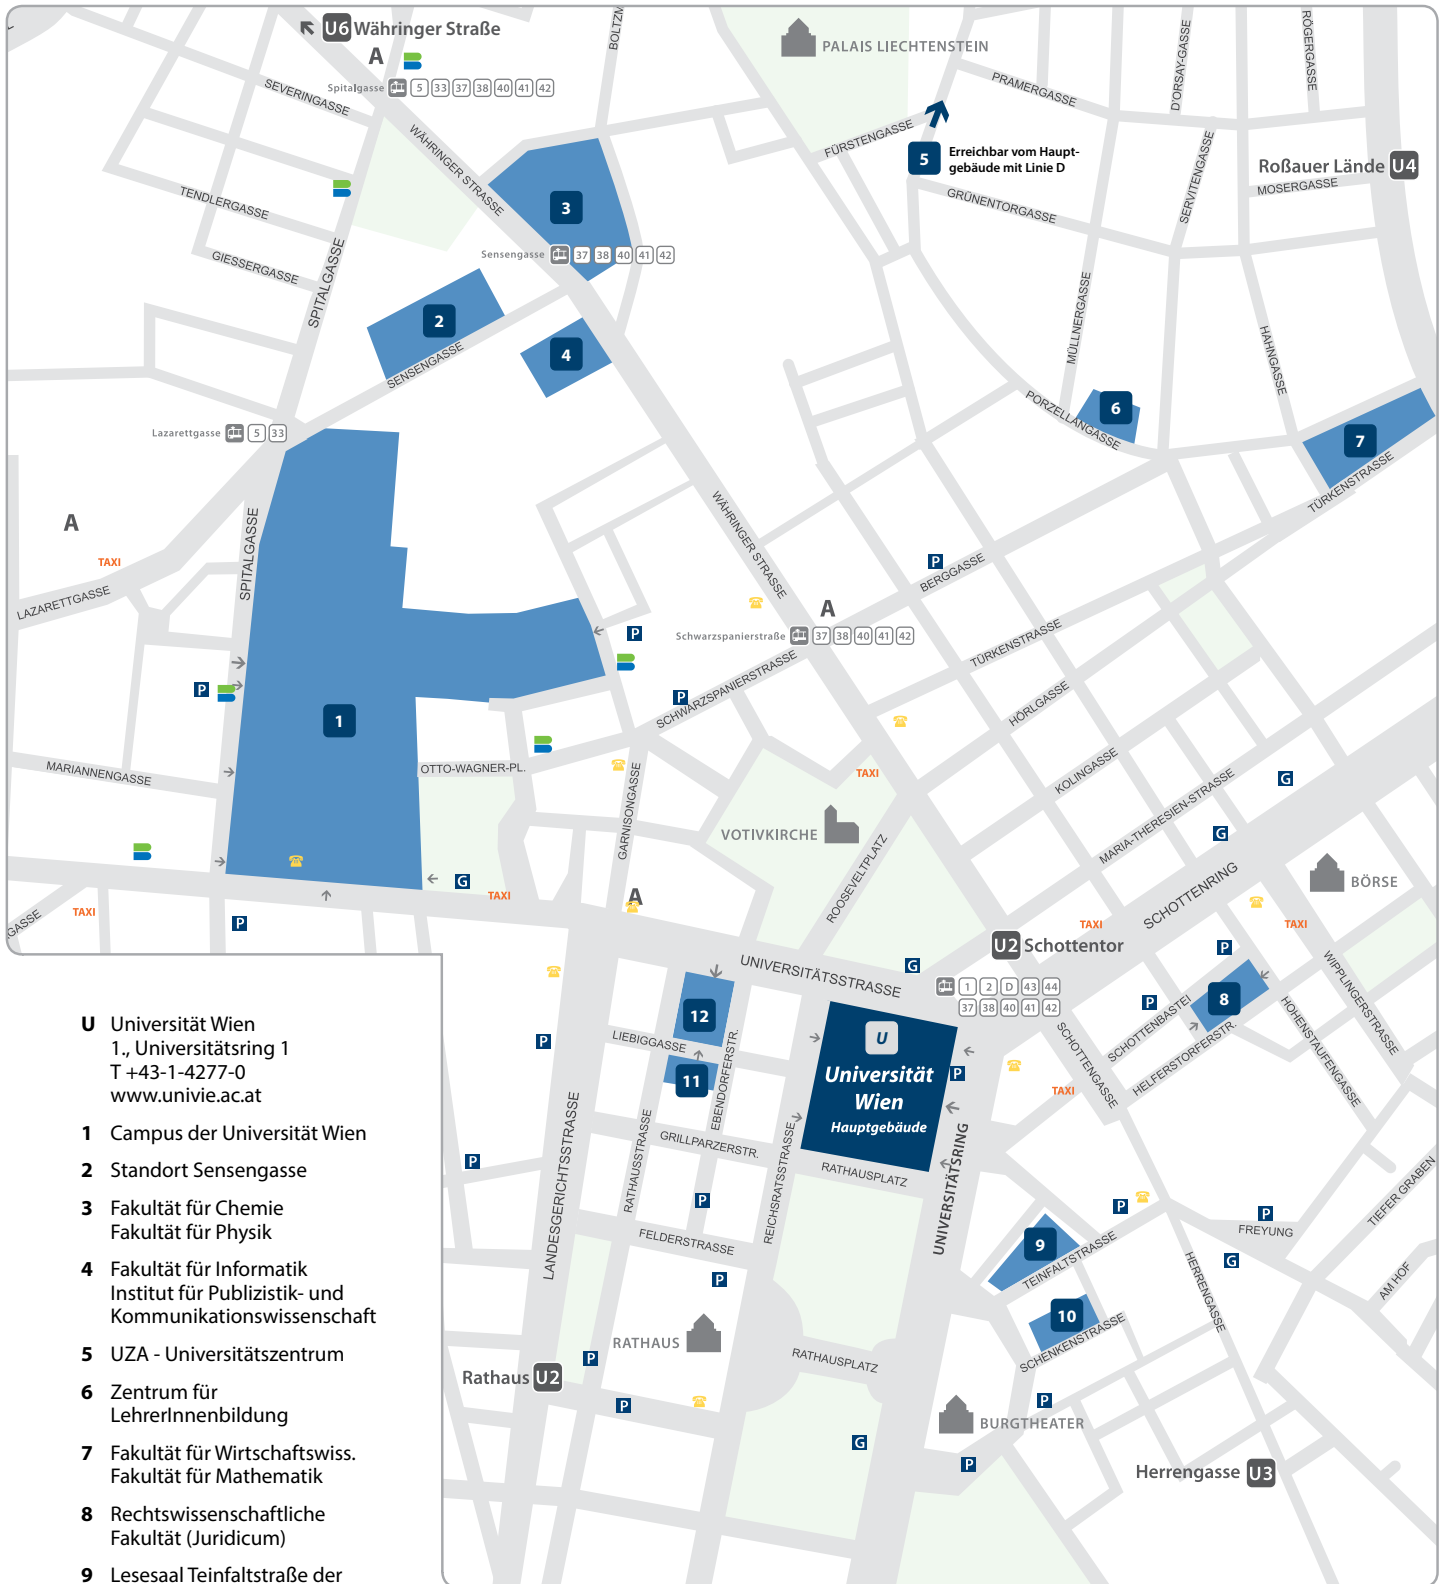 U6 Währinger Straße
A
Spitalgasse 5 33 37 38 40 41 42
BOLTZM
PALAIS LIECHTENSTEIN
SEVERINGASSE
WÄHRINGER STRASSE
PRAMERGASSE
D'ORSAY-GASSE
RÖGERGASSE
FÜRSTENGASSE
5 Erreichbar vom Haupt-
gebäude mit Linie D
Roßauer Lände U4
MOSERGASSE
SERVITENGASSE
GRÜNENTORGASSE
TENDLERGASSE
3
GIESSERGASSE
SPITALGASSE
Sensengasse 37 38 40 41 42
2
SENSENGASSE
4
MÜLLNERGASSE
HAHNGASSE
PORZELLANGASSE
6
7
TÜRKENSTRASSE
Lazarettgasse 5 33
A
TAXI
LAZARETTGASSE
SPITALGASSE
WÄHRINGER STRASSE
P
BERGGASSE
A
Schwarzspanierstraße 37 38 40 41 42
P
TÜRKENSTRASSE
P
P
SCHWARZSPANIERSTRASSE
HÖRLGASSE
1
MARIANNENGASSE
OTTO-WAGNER-PL.
GARNISONGASSE
TAXI
KOLINGASSE
G
MARIA-THERESIEN-STRASSE
G
VOTIVKIRCHE
ROOSEVELTPLATZ
SCHOTTENRING
BÖRSE
G
TAXI
A
TAXI
GASSE
P
TAXI
TAXI
U2 Schottentor
P
WIPPLINGERSTRASSE
UNIVERSITÄTSSTRASSE
G
1 2 D 43 44
37 38 40 41 42
P
8
SCHOTTENBASTEI
HOHENSTAUFENGASSE
HELFERSTORFERSTR.
SCHOTTENGASSE
TAXI
12
LIEBIGGASSE
11
EBENDORFERSTR.
P
U
Universität
Wien
Hauptgebäude
P
GRILLPARZERSTR.
RATHAUSSTRASSE
REICHSRATSSTRASSE
RATHAUSPLATZ
UNIVERSITÄTSRING
P
LANDESGERICHTSSTRASSE
P
FELDERSTRASSE
P
9
TEINFALTSTRASSE
P
P
FREYUNG
G
TIEFER GRABEN
AM HOF
HERRENGASSE
10
SCHENKENSTRASSE
RATHAUS
RATHAUSPLATZ
P
Rathaus U2
P
P
BURGTHEATER
G
P
Herrengasse U3
U Universität Wien
1., Universitätsring 1
T +43-1-4277-0
www.univie.ac.at
1 Campus der Universität Wien
2 Standort Sensengasse
3 Fakultät für Chemie
Fakultät für Physik
4 Fakultät für Informatik
Institut für Publizistik- und
Kommunikationswissenschaft
5 UZA - Universitätszentrum
6 Zentrum für
LehrerInnenbildung
7 Fakultät für Wirtschaftswiss.
Fakultät für Mathematik
8 Rechtswissenschaftliche
Fakultät (Juridicum)
9 Lesesaal Teinfaltstraße der